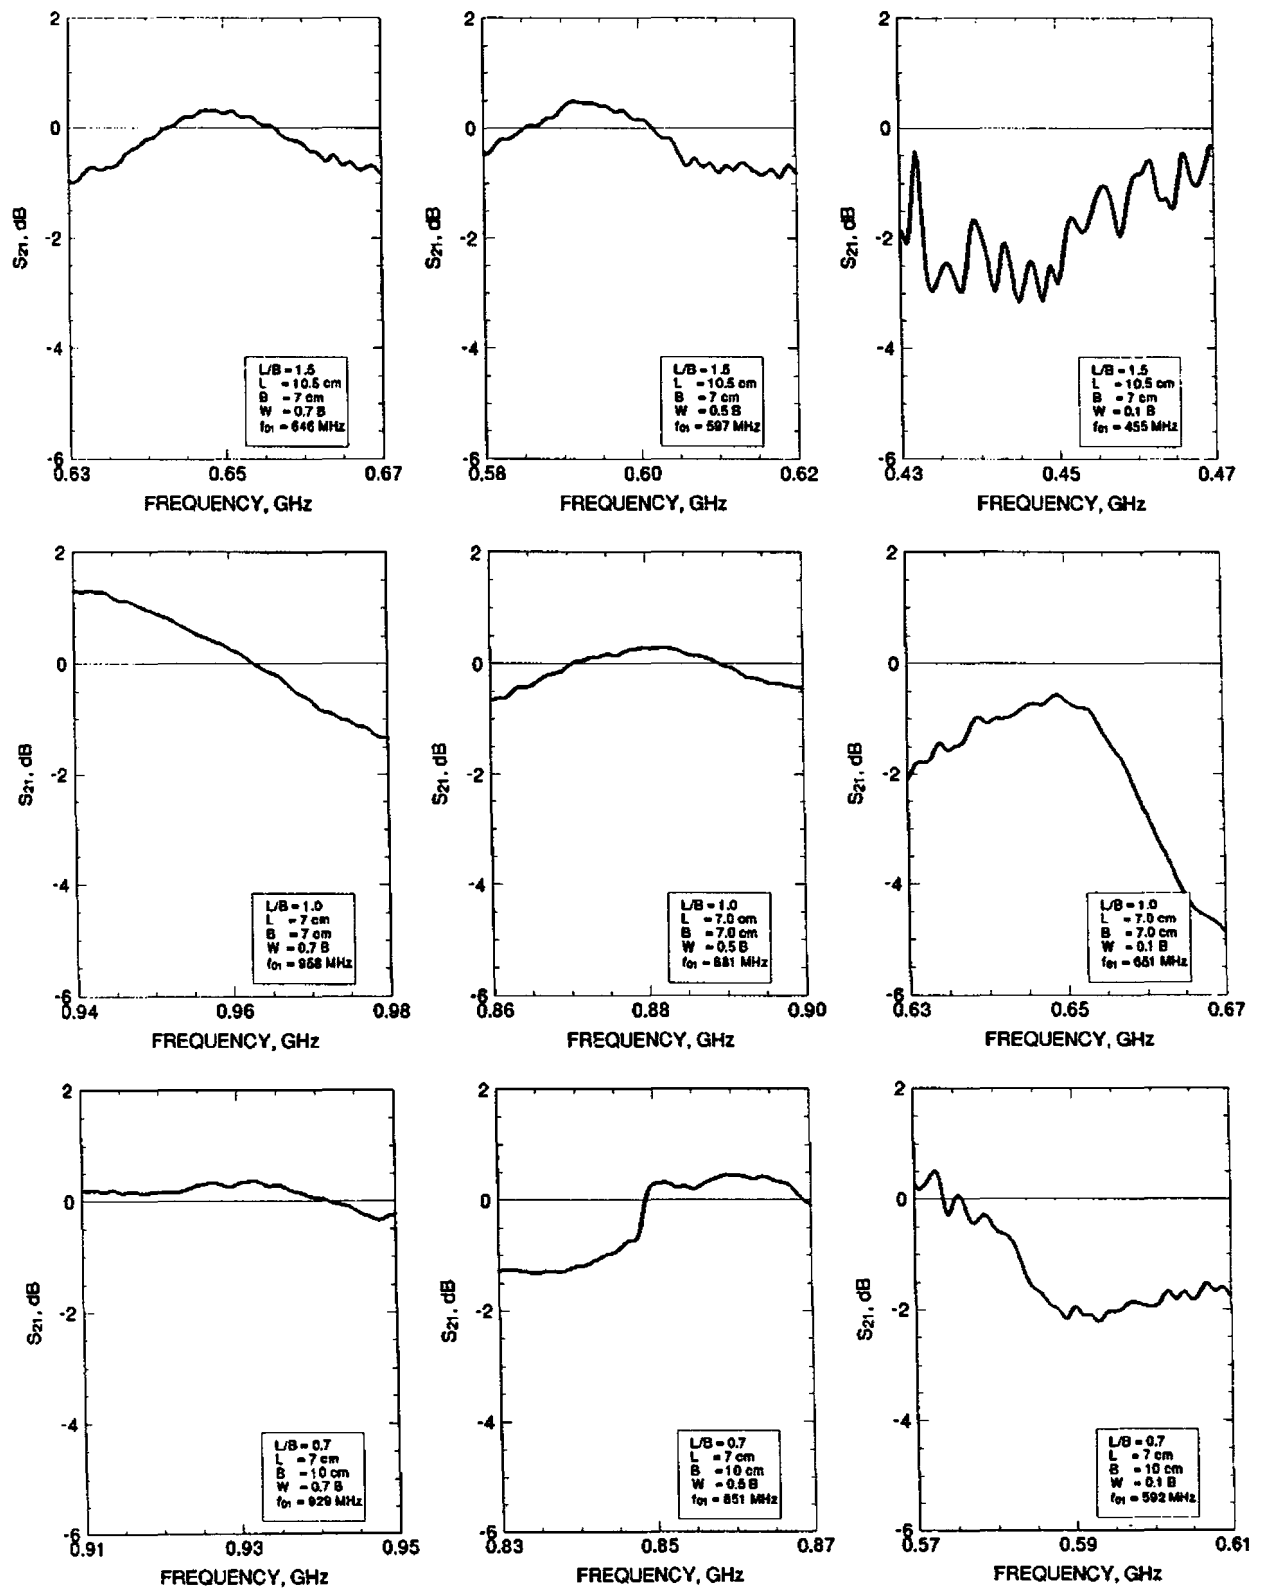 2
0
-2
-4
-6
S21, dB
L/B = 1.5
L = 10.5 cm
B = 7 cm
W = 0.7 B
f01 = 646 MHz
0.63 0.65 0.67
FREQUENCY, GHz
2
0
-2
-4
-6
S21, dB
L/B = 1.5
L = 10.5 cm
B = 7 cm
W = 0.5 B
f01 = 597 MHz
0.58 0.60 0.62
FREQUENCY, GHz
2
0
-2
-4
-6
S21, dB
L/B = 1.5
L = 10.5 cm
B = 7 cm
W = 0.1 B
f01 = 455 MHz
0.43 0.45 0.47
FREQUENCY, GHz
2
0
-2
-4
-6
S21, dB
L/B = 1.0
L = 7 cm
B = 7 cm
W = 0.7 B
f01 = 958 MHz
0.94 0.96 0.98
FREQUENCY, GHz
2
0
-2
-4
-6
S21, dB
L/B = 1.0
L = 7.0 cm
B = 7.0 cm
W = 0.5 B
f01 = 881 MHz
0.86 0.88 0.90
FREQUENCY, GHz
2
0
-2
-4
-6
S21, dB
L/B = 1.0
L = 7.0 cm
B = 7.0 cm
W = 0.1 B
f01 = 651 MHz
0.63 0.65 0.67
FREQUENCY, GHz
2
0
-2
-4
-6
S21, dB
L/B = 0.7
L = 7 cm
B = 10 cm
W = 0.7 B
f01 = 929 MHz
0.91 0.93 0.95
FREQUENCY, GHz
2
0
-2
-4
-6
S21, dB
L/B = 0.7
L = 7 cm
B = 10 cm
W = 0.5 B
f01 = 851 MHz
0.83 0.85 0.87
FREQUENCY, GHz
2
0
-2
-4
-6
S21, dB
L/B = 0.7
L = 7 cm
B = 10 cm
W = 0.1 B
f01 = 592 MHz
0.57 0.59 0.61
FREQUENCY, GHz